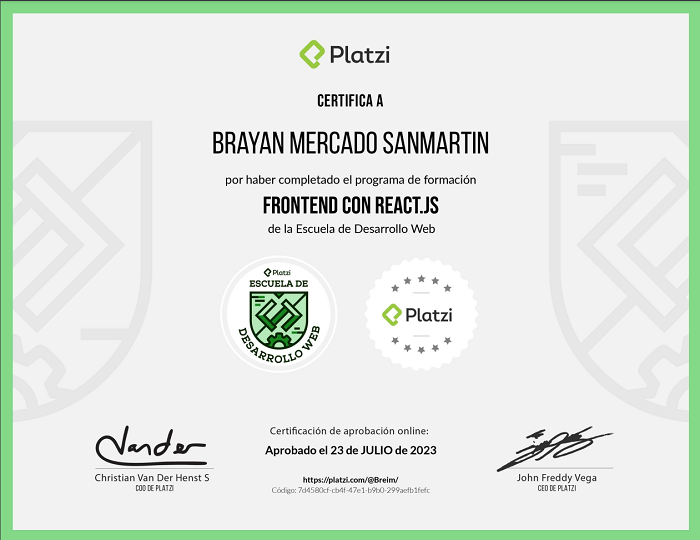 Platzi
CERTIFICA A
BRAYAN MERCADO SANMARTIN
por haber completado el programa de formación
FRONTEND CON REACT.JS
de la Escuela de Desarrollo Web
Platzi
ESCUELA DE
DESARROLLO WEB
Platzi
Certificación de aprobación online:
Aprobado el 23 de JULIO de 2023
Christian Van Der Henst S
COO DE PLATZI
https://platzi.com/@Breim/
Código: 7d4580cf-cb4f-47e1-b9b0-299aefb1fefc
John Freddy Vega
CEO DE PLATZI